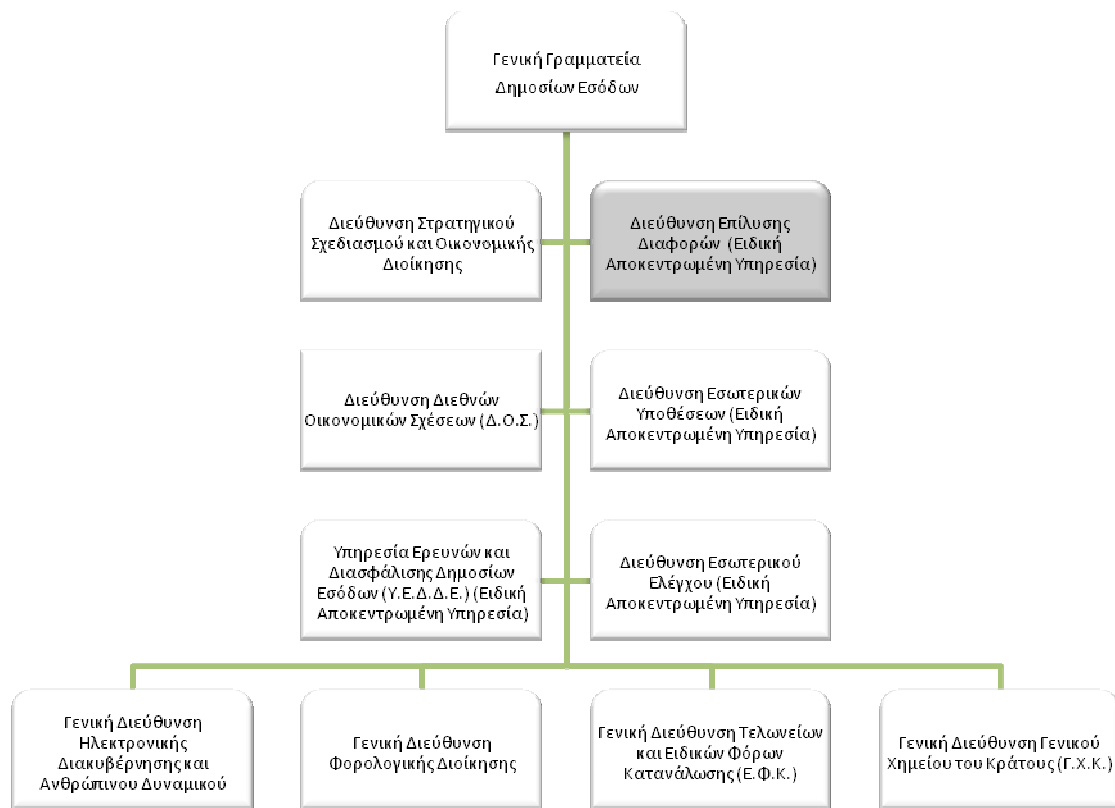 Γενική Γραμματεία
Δημοσίων Εσόδων
Διεύθυνση Στρατηγικού
Σχεδιασμού και Οικονομικής
Διοίκησης
Διεύθυνση Επίλυσης
Διαφορών (Ειδική
Αποκεντρωμένη Υπηρεσία)
Διεύθυνση Διεθνών
Οικονομικών Σχέσεων (Δ.Ο.Σ.)
Διεύθυνση Εσωτερικών
Υποθέσεων (Ειδική
Αποκεντρωμένη Υπηρεσία)
Υπηρεσία Ερευνών και
Διασφάλισης Δημοσίων
Εσόδων (Υ.Ε.Δ.Δ.Ε.) (Ειδική
Αποκεντρωμένη Υπηρεσία)
Διεύθυνση Εσωτερικού
Ελέγχου (Ειδική
Αποκεντρωμένη Υπηρεσία)
Γενική Διεύθυνση
Ηλεκτρονικής
Διακυβέρνησης και
Ανθρώπινου Δυναμικού
Γενική Διεύθυνση
Φορολογικής Διοίκησης
Γενική Διεύθυνση Τελωνείων
και Ειδικών Φόρων
Κατανάλωσης (Ε.Φ.Κ.)
Γενική Διεύθυνση Γενικού
Χημείου του Κράτους (Γ.Χ.Κ.)